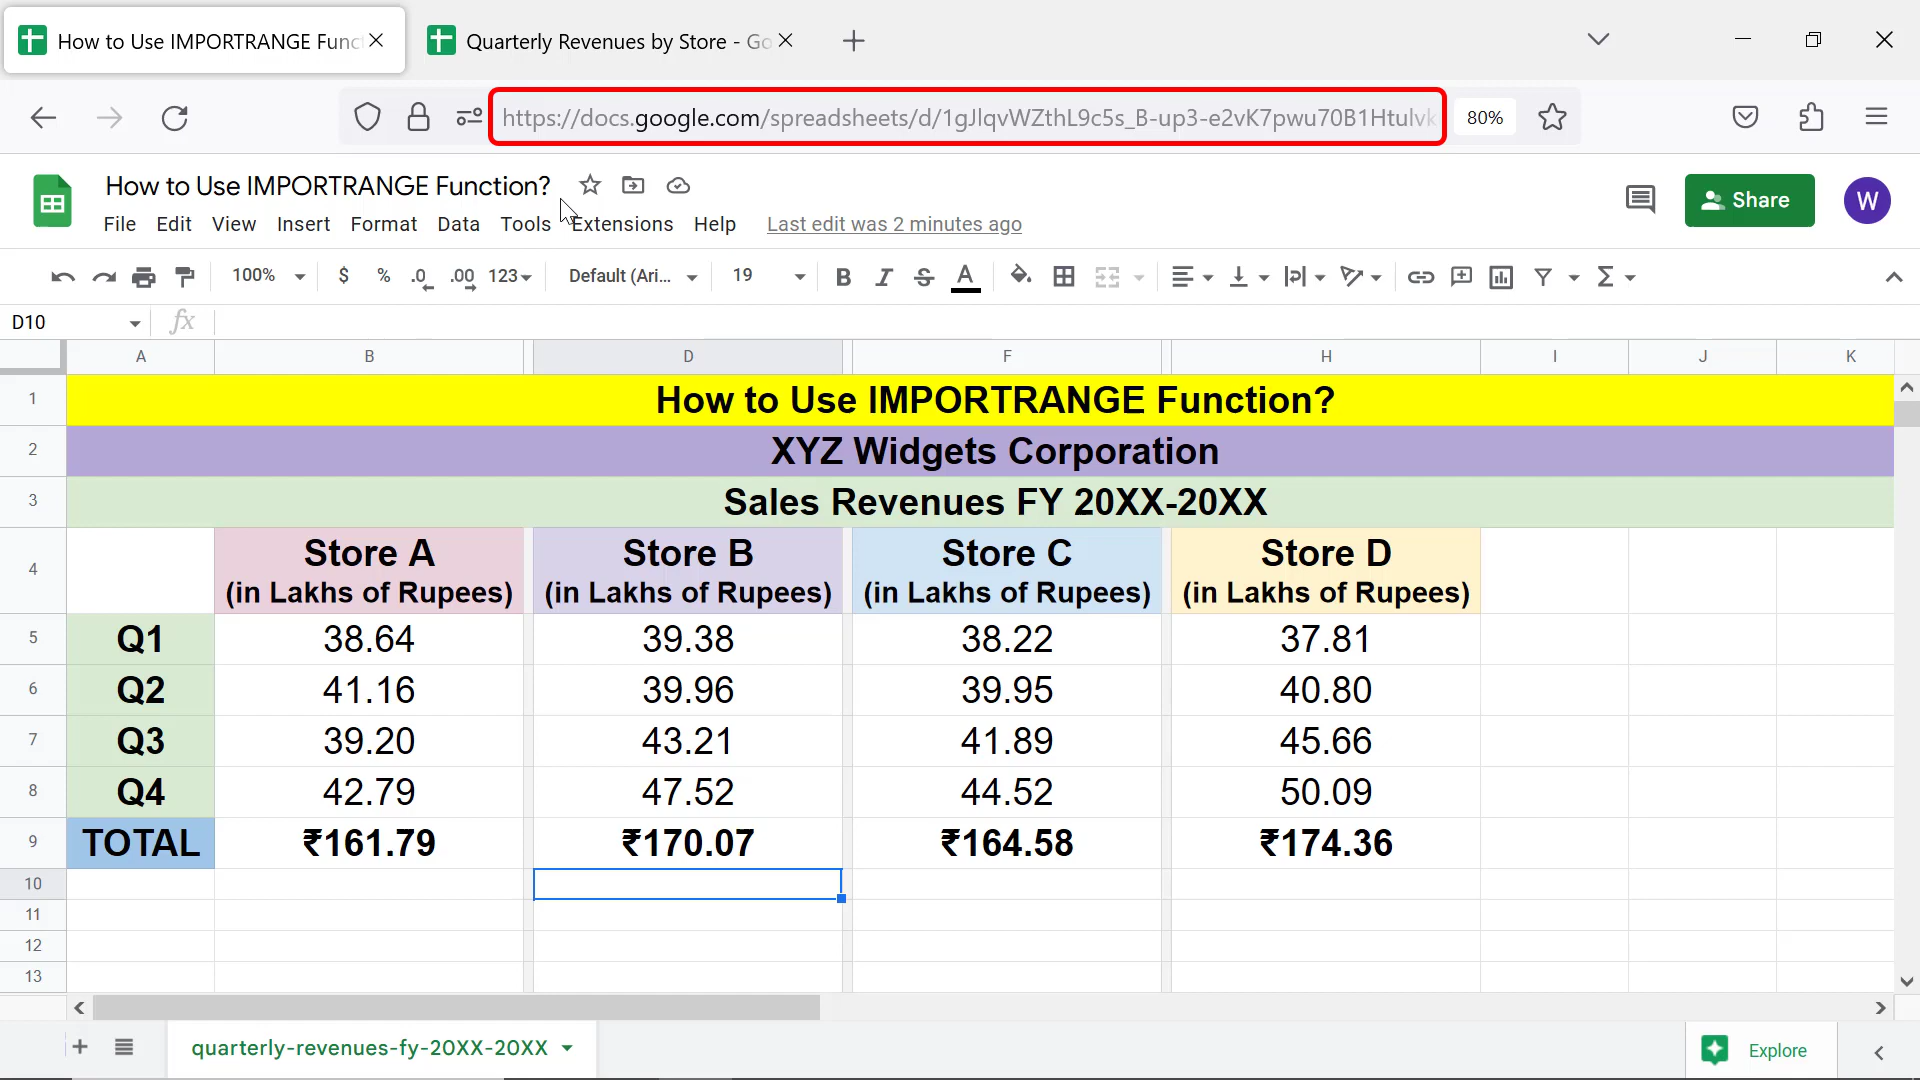 How to Use IMPORTRANGE Func
Quarterly Revenues by Store - Go
https://docs.google.com/spreadsheets/d/1gJlqvWZthL9c5s_B-up3-e2vK7pwu70B1Htulvk
80%
How to Use IMPORTRANGE Function?
Share
W
File Edit View Insert Format Data Tools Extensions Help Last edit was 2 minutes ago
100% $ % .0 .00 123 Default (Ari... 19 B I S A
D10 fx
A B D F H I J K
1 How to Use IMPORTRANGE Function?
2 XYZ Widgets Corporation
3 Sales Revenues FY 20XX-20XX
4 Store A Store B Store C Store D
(in Lakhs of Rupees) (in Lakhs of Rupees) (in Lakhs of Rupees) (in Lakhs of Rupees)
5 Q1 38.64 39.38 38.22 37.81
6 Q2 41.16 39.96 39.95 40.80
7 Q3 39.20 43.21 41.89 45.66
8 Q4 42.79 47.52 44.52 50.09
9 TOTAL ₹161.79 ₹170.07 ₹164.58 ₹174.36
10
11
12
13
quarterly-revenues-fy-20XX-20XX
Explore